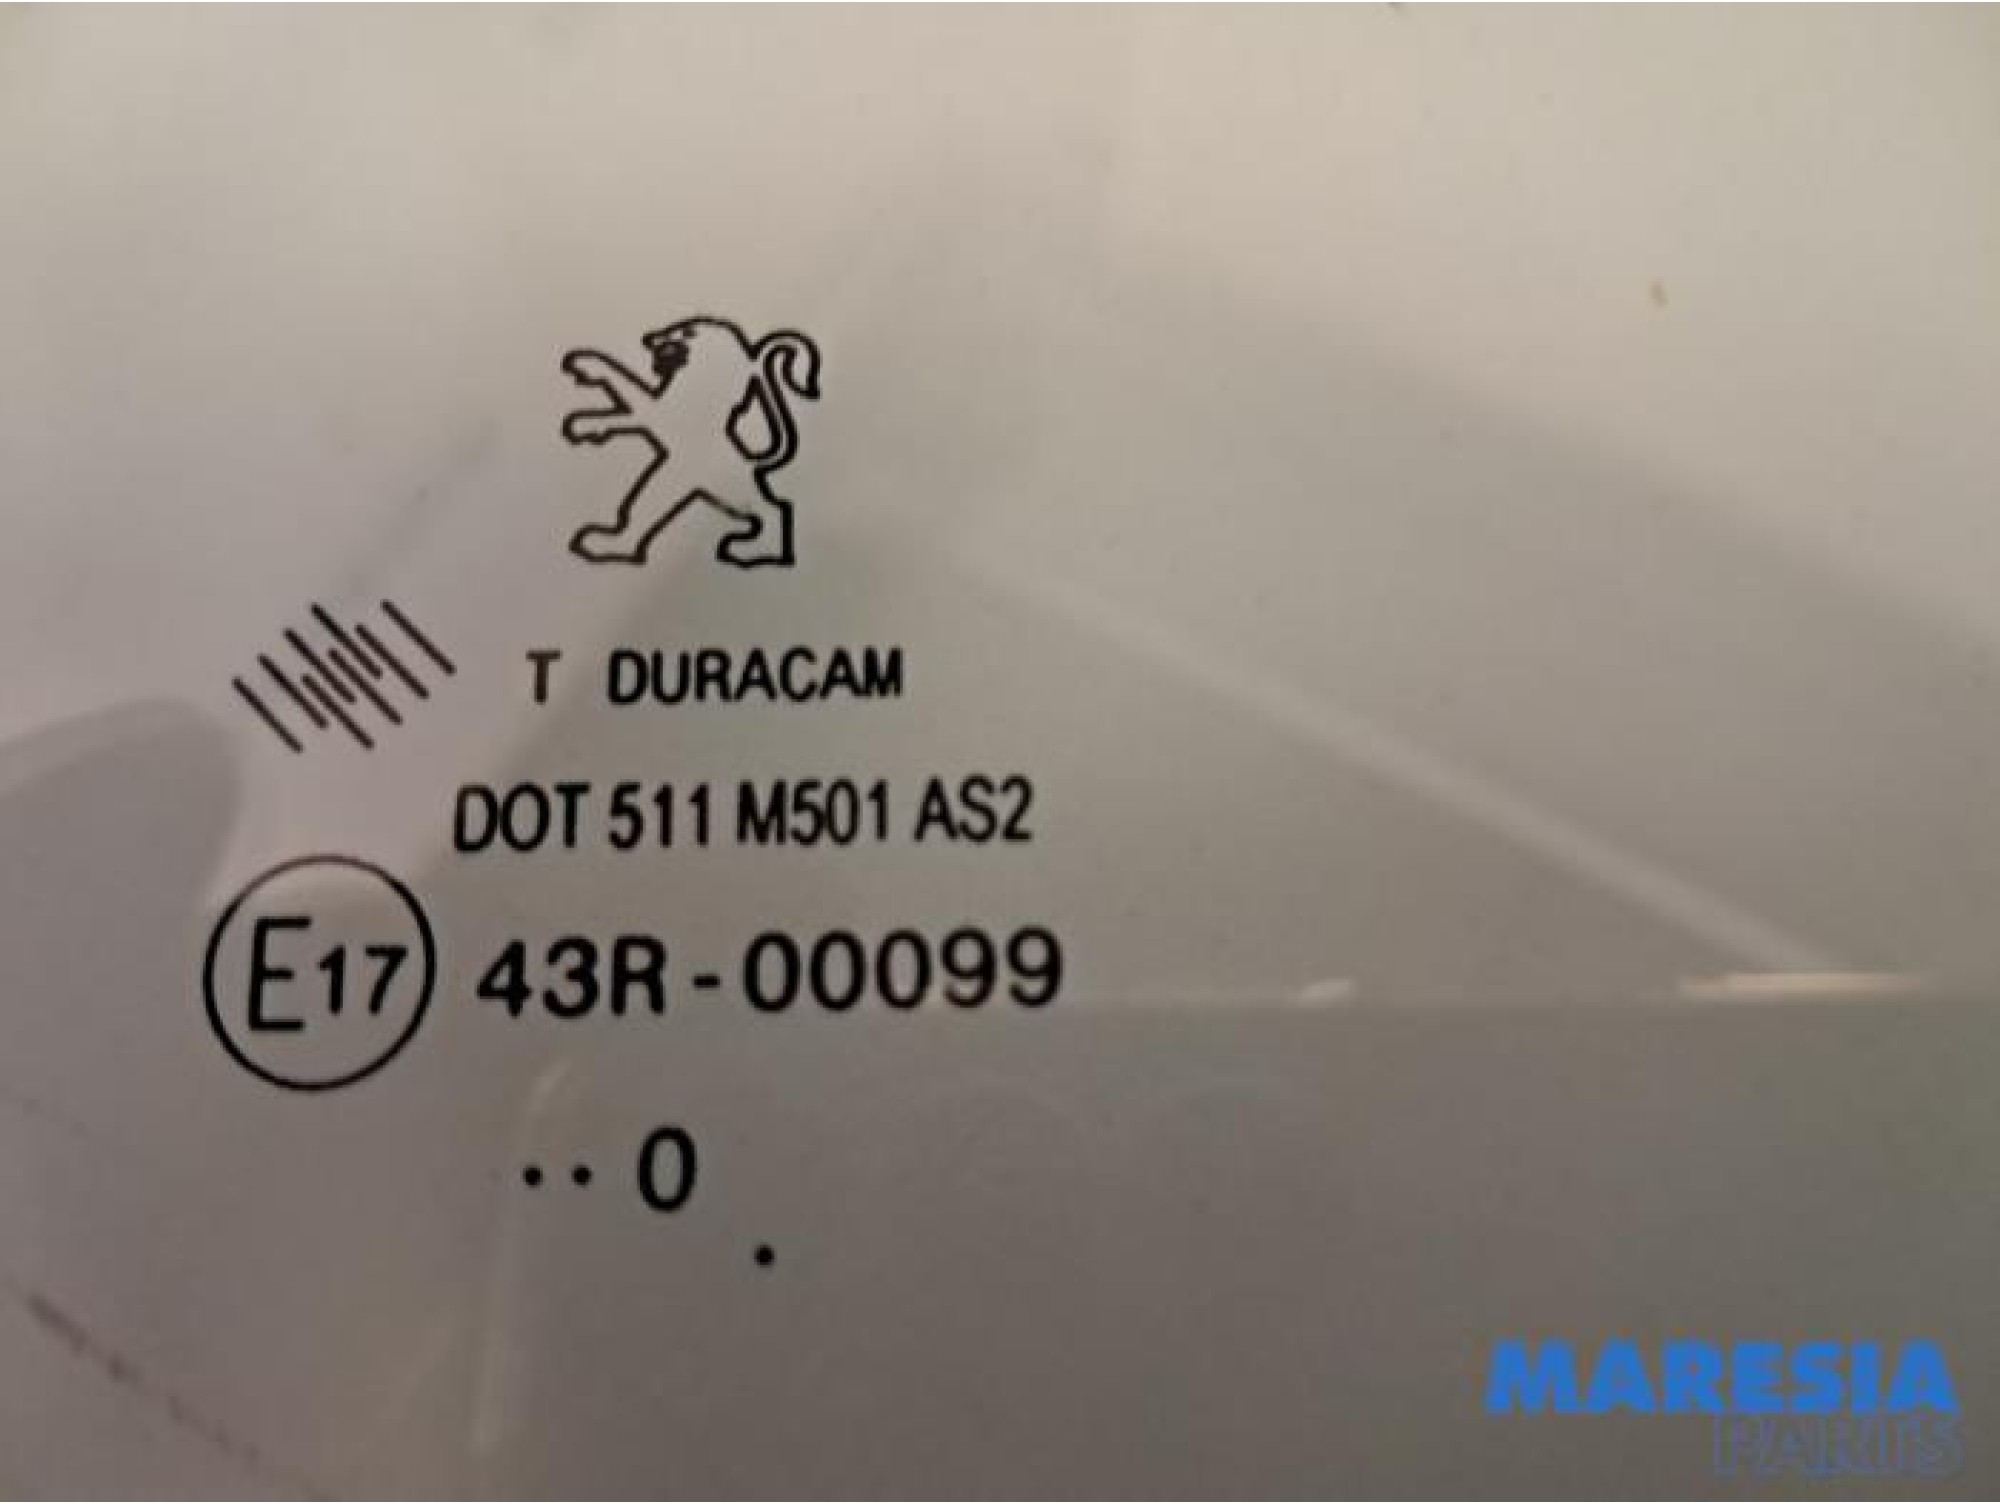 T DURACAM
DOT 511 M501 AS2
E17 43R-00099
..0
.
MARESIA
PARTS